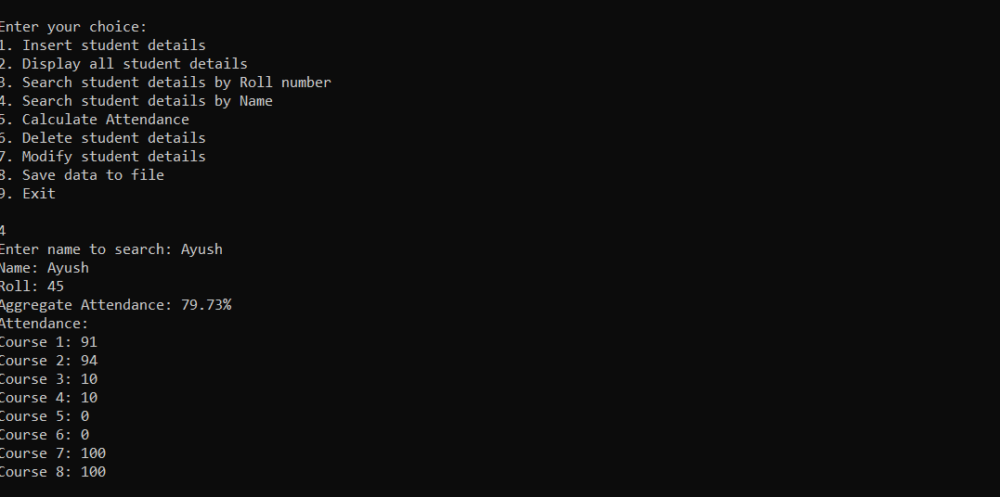 Enter your choice:
1. Insert student details
2. Display all student details
3. Search student details by Roll number
4. Search student details by Name
5. Calculate Attendance
6. Delete student details
7. Modify student details
8. Save data to file
9. Exit
4
Enter name to search: Ayush
Name: Ayush
Roll: 45
Aggregate Attendance: 79.73%
Attendance:
Course 1: 91
Course 2: 94
Course 3: 10
Course 4: 10
Course 5: 0
Course 6: 0
Course 7: 100
Course 8: 100